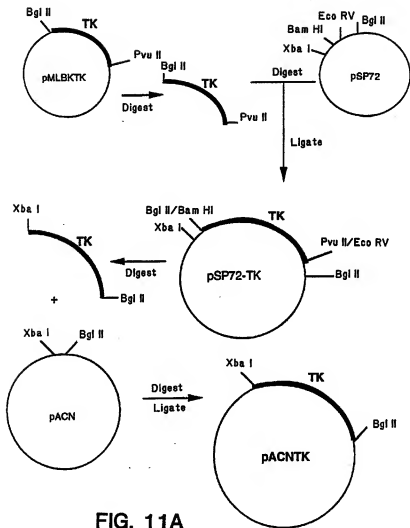 Bgl II
TK
Pvu II
pMLBKTK
Digest
Bgl II
TK
Pvu II
Eco RV
Bam HI
Bgl II
Xba I
pSP72
Digest
Ligate
Bgl II/Bam HI
Xba I
TK
Pvu II/Eco RV
Bgl II
pSP72-TK
Digest
Xba I
TK
Bgl II
+
Xba I
Bgl II
pACN
Digest
Ligate
Xba I
TK
Bgl II
pACNTK
FIG. 11A